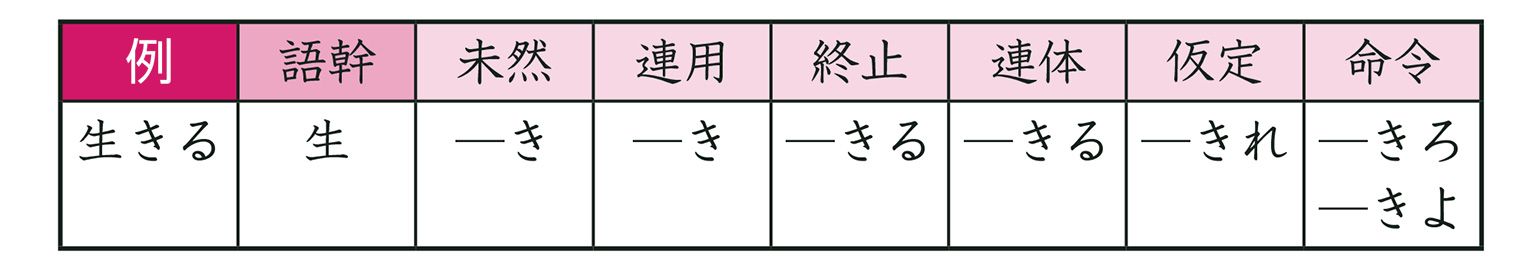 例 語幹 未然 連用 終止 連体 仮定 命令
生きる 生 ―き ―き ―きる ―きる ―きれ ―きろ
―きよ